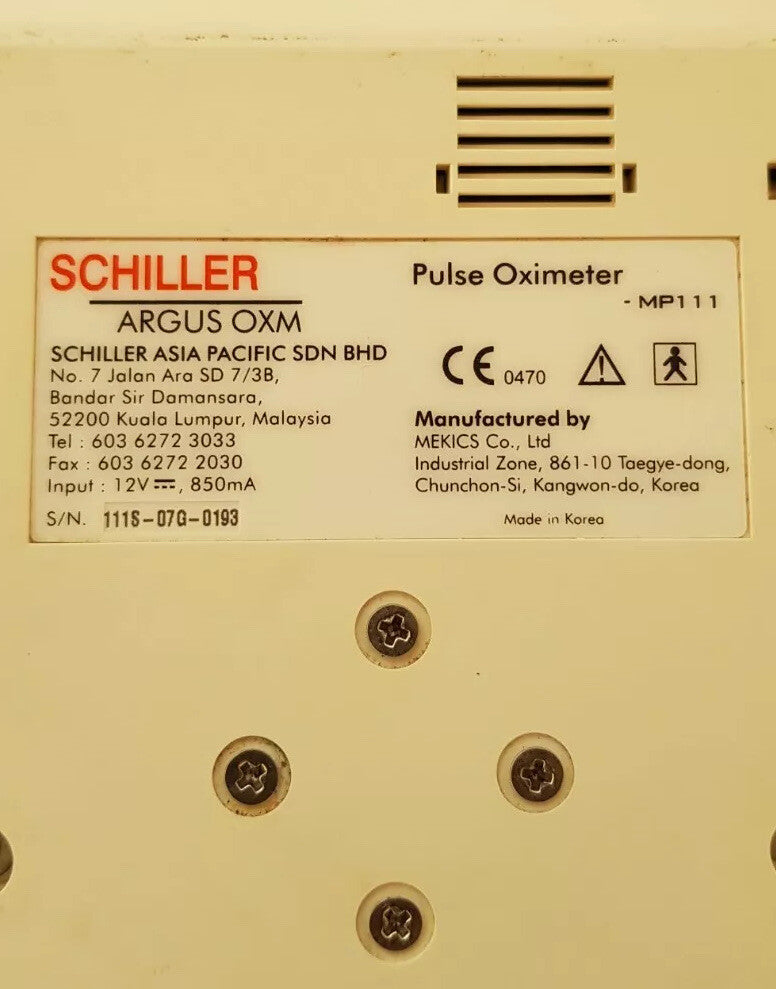 SCHILLER
ARGUS OXM
SCHILLER ASIA PACIFIC SDN BHD
No. 7 Jalan Ara SD 7/3B,
Bandar Sir Damansara,
52200 Kuala Lumpur, Malaysia
Tel : 603 6272 3033
Fax : 603 6272 2030
Input : 12V⎓, 850mA
S/N. 111S-07G-0193
Pulse Oximeter
- MP111
CE 0470
Manufactured by
MEKICS Co., Ltd
Industrial Zone, 861-10 Taegye-dong,
Chunchon-Si, Kangwon-do, Korea
Made in Korea